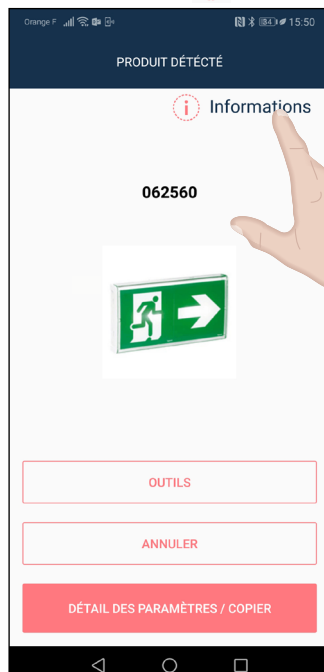 Orange F 84 15:50
PRODUIT DÉTÉCTÉ
i Informations
062560
OUTILS
ANNULER
DÉTAIL DES PARAMÈTRES / COPIER